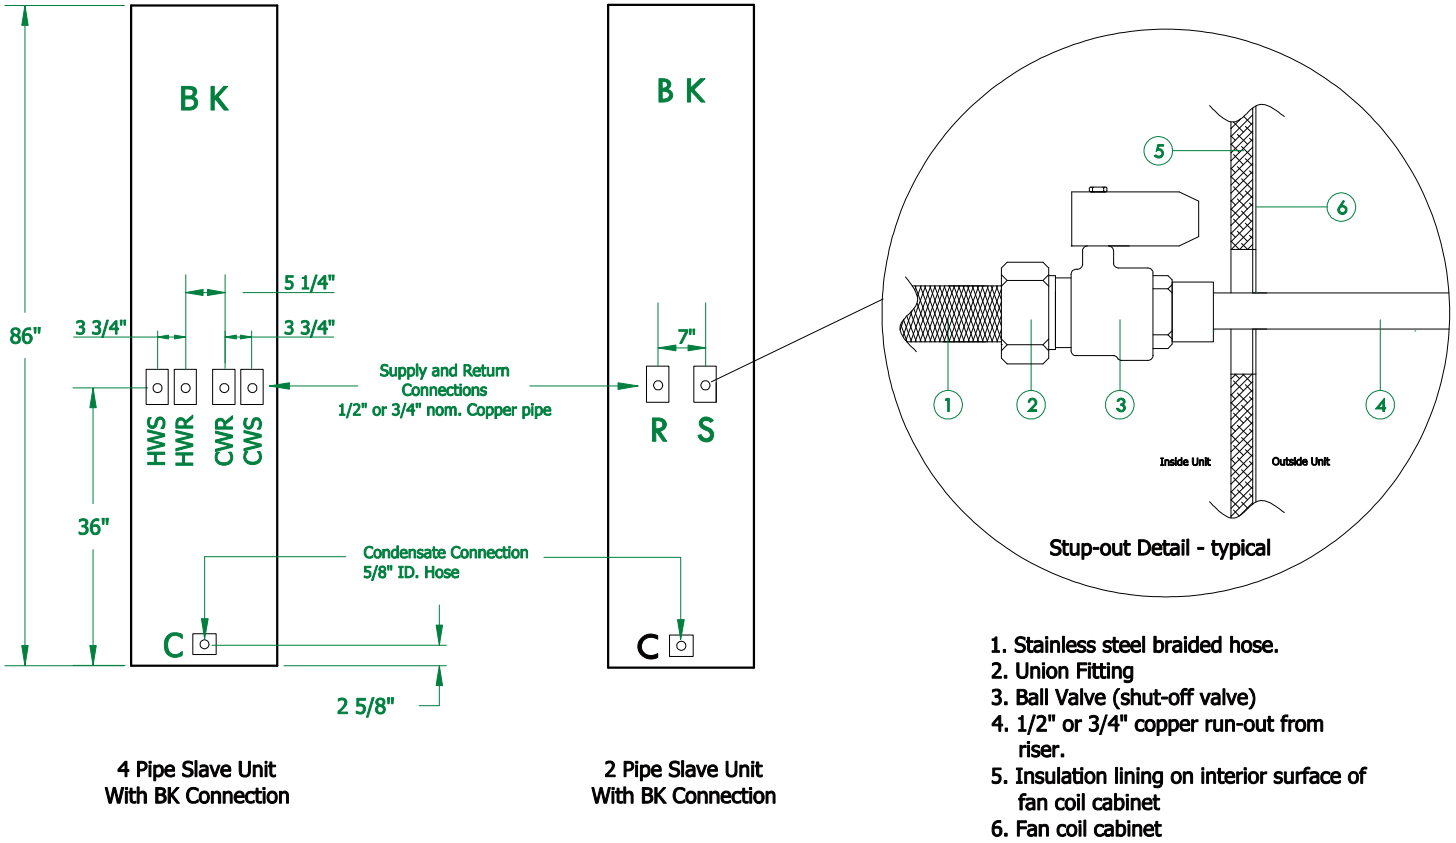 B K
5 1/4"
3 3/4"
3 3/4"
86"
HWS
HWR
CWR
CWS
36"
C
2 5/8"
4 Pipe Slave Unit
With BK Connection
Supply and Return
Connections
1/2" or 3/4" nom. Copper pipe
Condensate Connection
5/8" ID. Hose
B K
7"
R S
C
2 Pipe Slave Unit
With BK Connection
5
6
1
2
3
4
Inside Unit
Outside Unit
Stup-out Detail - typical
1. Stainless steel braided hose.
2. Union Fitting
3. Ball Valve (shut-off valve)
4. 1/2" or 3/4" copper run-out from
riser.
5. Insulation lining on interior surface of
fan coil cabinet
6. Fan coil cabinet